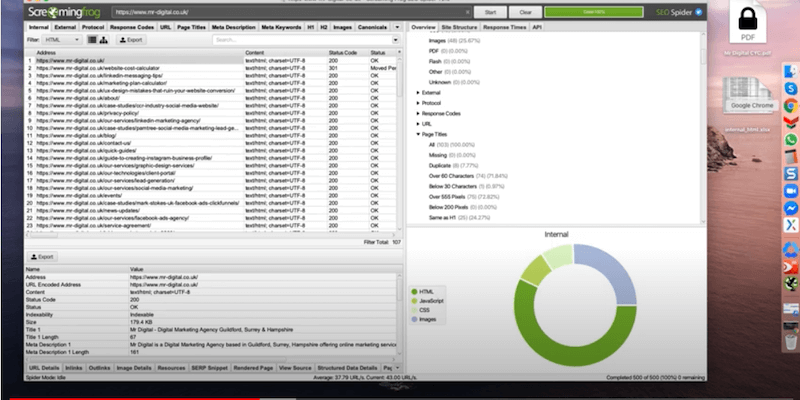 ScreamingFrog
https://www.mr-digital.co.uk/
Start
Clear
SEO Spider
Internal External Protocol Response Codes URL Page Titles Meta Description Meta Keywords H1 H2 Images Canonicals
Filter: HTML Export Search...
Address Content Status Code Status
1 https://www.mr-digital.co.uk/ text/html; charset=UTF-8 200 OK
2 https://www.mr-digital.co.uk/website-cost-calculator text/html; charset=UTF-8 301 Moved Pe
3 https://www.mr-digital.co.uk/linkedin-messaging-tips/ text/html; charset=UTF-8 200 OK
4 https://www.mr-digital.co.uk/marketing-plan-calculator/ text/html; charset=UTF-8 200 OK
5 https://www.mr-digital.co.uk/ux-design-mistakes-that-ruin-your-website-conversion/ text/html; charset=UTF-8 200 OK
6 https://www.mr-digital.co.uk/about/ text/html; charset=UTF-8 200 OK
7 https://www.mr-digital.co.uk/case-studies/ccr-industry-social-media-website/ text/html; charset=UTF-8 200 OK
8 https://www.mr-digital.co.uk/privacy-policy/ text/html; charset=UTF-8 200 OK
9 https://www.mr-digital.co.uk/our-services/linkedin-marketing-agency/ text/html; charset=UTF-8 200 OK
10 https://www.mr-digital.co.uk/case-studies/pemtree-social-media-marketing-lead-ge... text/html; charset=UTF-8 200 OK
11 https://www.mr-digital.co.uk/blog/ text/html; charset=UTF-8 200 OK
12 https://www.mr-digital.co.uk/contact-us/ text/html; charset=UTF-8 200 OK
13 https://www.mr-digital.co.uk/quick-guides/ text/html; charset=UTF-8 200 OK
14 https://www.mr-digital.co.uk/guide-to-creating-instagram-business-profile/ text/html; charset=UTF-8 200 OK
15 https://www.mr-digital.co.uk/our-services/graphic-design-services/ text/html; charset=UTF-8 200 OK
16 https://www.mr-digital.co.uk/our-technologies/client-portal text/html; charset=UTF-8 200 OK
17 https://www.mr-digital.co.uk/our-services/lead-generation/ text/html; charset=UTF-8 200 OK
18 https://www.mr-digital.co.uk/our-services/social-media-marketing/ text/html; charset=UTF-8 200 OK
19 https://www.mr-digital.co.uk/events/ text/html; charset=UTF-8 200 OK
20 https://www.mr-digital.co.uk/case-studies/mark-stokes-uk-facebook-ads-clickfunnels/ text/html; charset=UTF-8 200 OK
21 https://www.mr-digital.co.uk/news-updates/ text/html; charset=UTF-8 200 OK
22 https://www.mr-digital.co.uk/our-services/facebook-ads-agency/ text/html; charset=UTF-8 200 OK
23 https://www.mr-digital.co.uk/service-agreement/ text/html; charset=UTF-8 200 OK
Filter Total: 107
Export
Name Value
Address https://www.mr-digital.co.uk/
URL Encoded Address https://www.mr-digital.co.uk/
Content text/html; charset=UTF-8
Status Code 200
Status OK
Indexability Indexable
Size 179.4 KB
Title 1 Mr Digital - Digital Marketing Agency Guildford, Surrey & Hampshire
Title 1 Length 67
Meta Description 1 Mr Digital is a Digital Marketing Agency based in Guildford, Surrey offering online marketing serv
Meta Description 1 Length 161
URL Details Inlinks Outlinks Image Details Resources SERP Snippet Rendered Page View Source Structured Data Details Pa
Spider Mode: Idle
Average: 37.79 URL/s. Current: 43.00 URL/s.
Completed 500 of 500 (100%) 0 remaining
Overview Site Structure Response Times API
Images
PDF (0) (0.00%)
Flash (0) (0.00%)
Other (0) (0.00%)
Unknown (0) (0.00%)
External
Protocol
Response Codes
URL
Page Titles
All (103) (100.00%)
Missing (0) (0.00%)
Duplicate (8) (7.77%)
Over 60 Characters (74) (71.84%)
Below 30 Characters (1) (0.97%)
Over 555 Pixels
Below 200 Pixels (0) (0.00%)
Same as H1 (25) (24.27%)
Internal
HTML
JavaScript
CSS
Images
PDF
Google Chrome
internal_html.xlsx